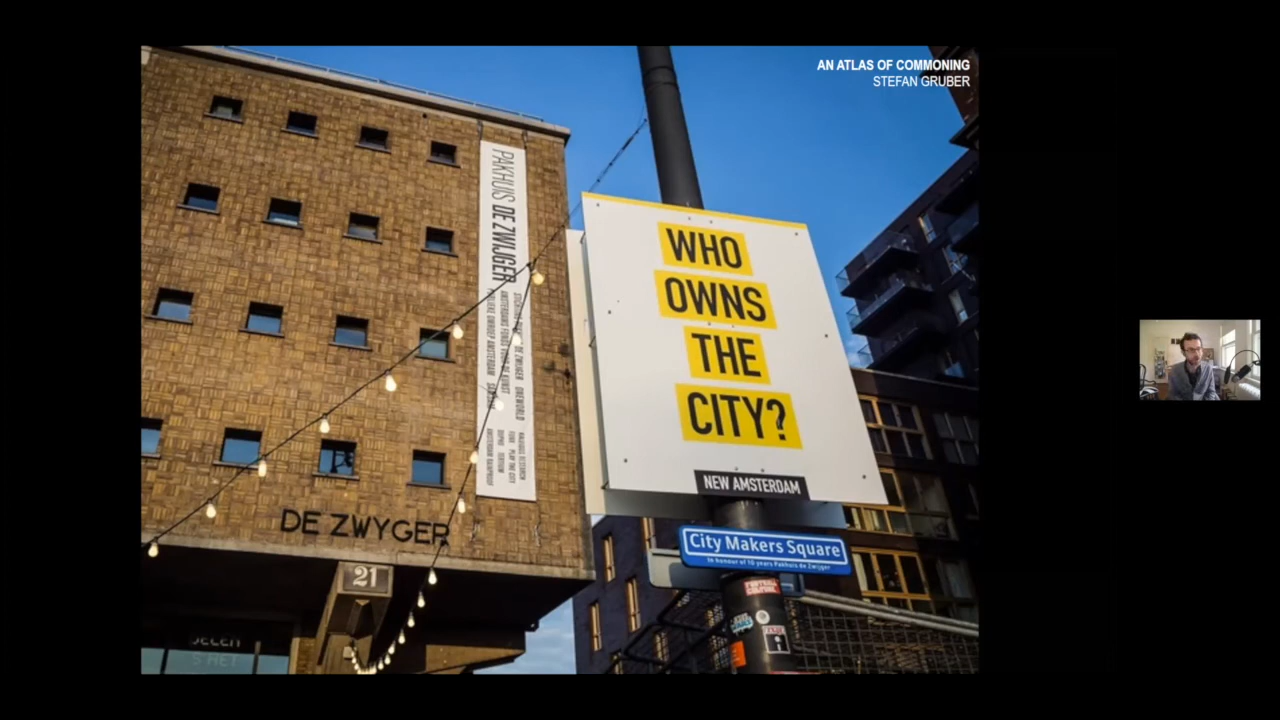 AN ATLAS OF COMMONING
STEFAN GRUBER
PAKHUIS DE ZWIJGER
WHO
OWNS
THE
CITY?
NEW AMSTERDAM
City Makers Square
In honour of 10 years Pakhuis de Zwijger
DE ZWYGER
21